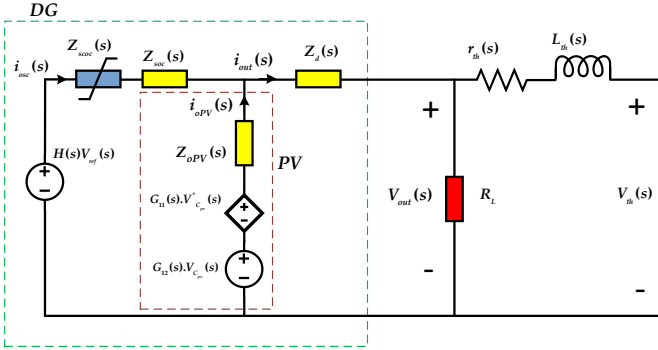 DG
Z_scoc(s)
Z_soc(s)
i_osc(s)
i_out(s)
Z_d(s)
r_th(s)
L_th(s)
i_oPV(s)
Z_oPV(s)
PV
H(s)V_ref(s)
G_11(s).V*_C_pv(s)
G_12(s).V_C_pv(s)
+
-
+
-
+
-
+
-
+
-
V_out(s)
R_L
V_th(s)